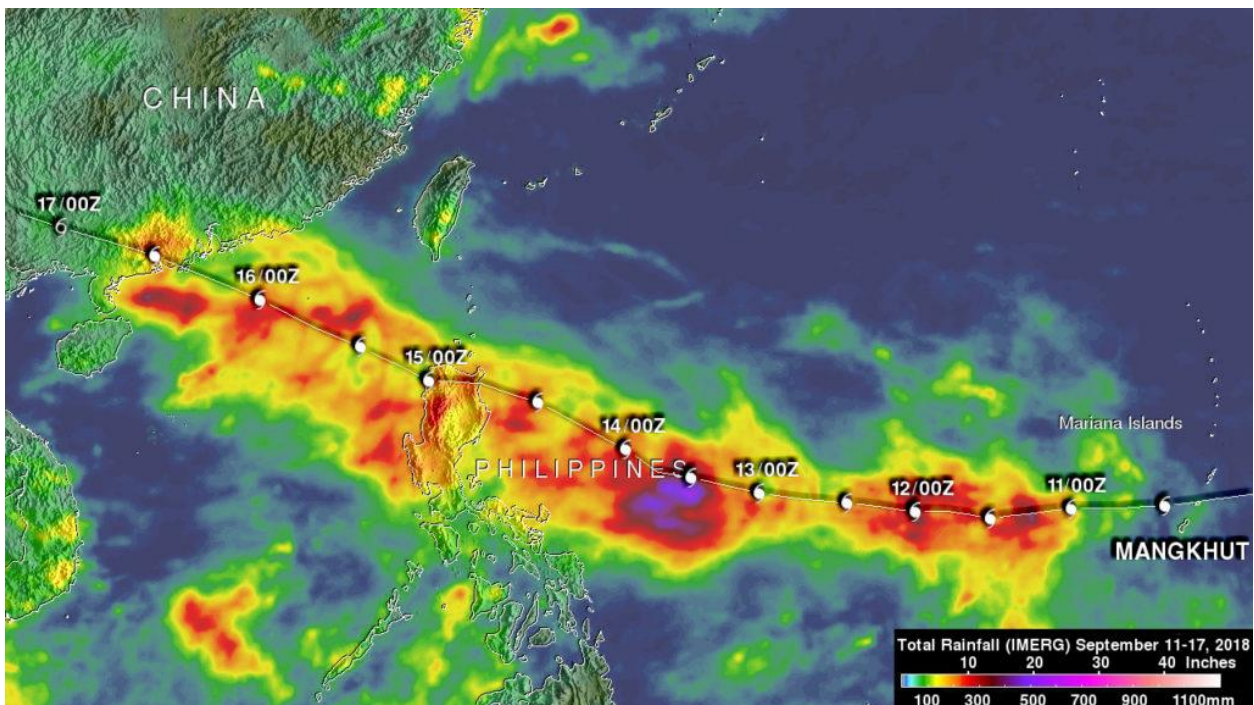 CHINA
17/00Z
16/00Z
15/00Z
14/00Z
Mariana Islands
PHILIPPINES
13/00Z
12/00Z
11/00Z
MANGKHUT
Total Rainfall (IMERG) September 11-17, 2018
10 20 30 40 Inches
100 300 500 700 900 1100mm